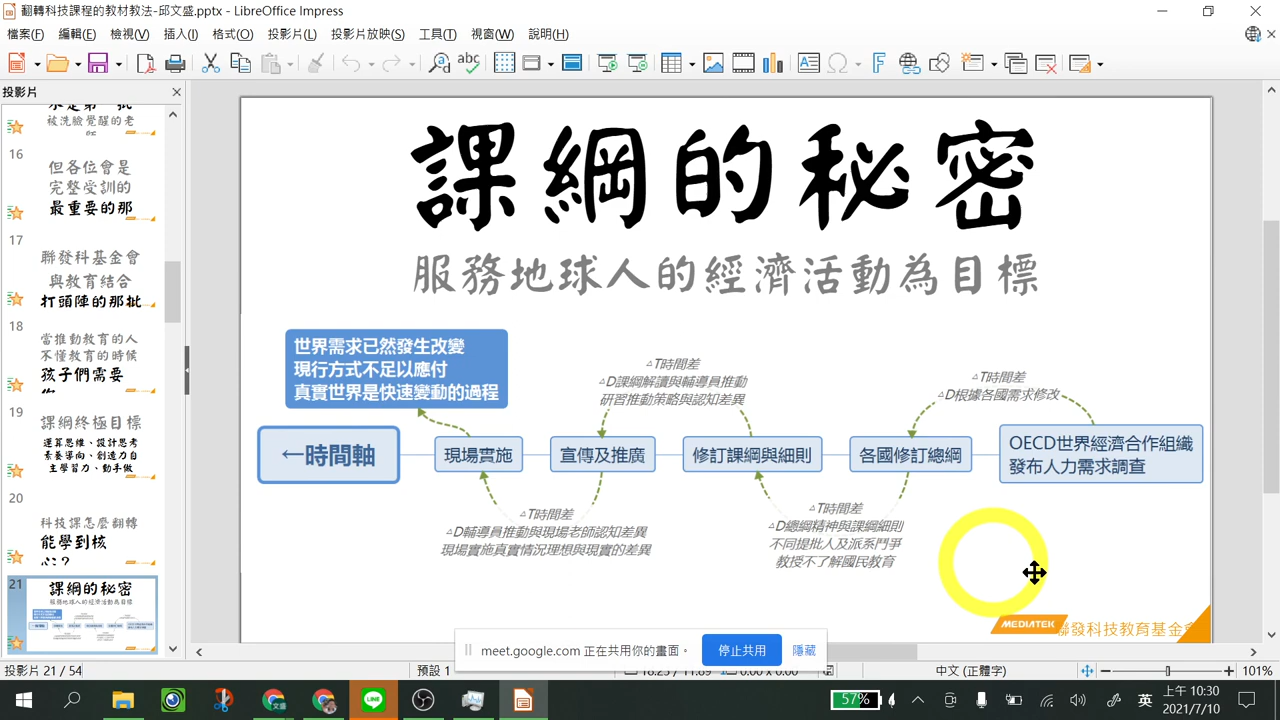 翻轉科技課程的教材教法-邱文盛.pptx - LibreOffice Impress
檔案(F) 編輯(E) 檢視(V) 插入(I) 格式(O) 投影片(L) 投影片放映(S) 工具(T) 視窗(W) 說明(H)
投影片
被洗臉覺醒的老
16
但各位會是
完整受訓的
最重要的那
17
聯發科基金會
與教育結合
打頭陣的那批
18
當推動教育的人
不懂教育的時候
孩子們需要
19
課綱終極目標
運算思維、設計思考
素養導向、創造力自
主學習力、動手做
20
科技課怎麼翻轉
能學到核
心？
21
課綱的秘密
服務地球人的經濟活動為目標
課綱的秘密
服務地球人的經濟活動為目標
世界需求已然發生改變
現行方式不足以應付
真實世界是快速變動的過程
△T時間差
△D課綱解讀與輔導員推動
研習推動策略與認知差異
△T時間差
△D根據各國需求修改
←時間軸
現場實施
宣傳及推廣
修訂課綱與細則
各國修訂總綱
OECD世界經濟合作組織
發布人力需求調查
△T時間差
△D輔導員推動與現場老師認知差異
現場實施真實情況理想與現實的差異
△T時間差
△D總綱精神與課綱細則
不同提批人及派系鬥爭
教授不了解國民教育
MEDIATEK
聯發科技教育基金會
meet.google.com 正在共用你的畫面。 停止共用 隱藏
投影片 21 / 54 預設 1 中文 (正體字) 101%
57% 英 上午 10:30
2021/7/10